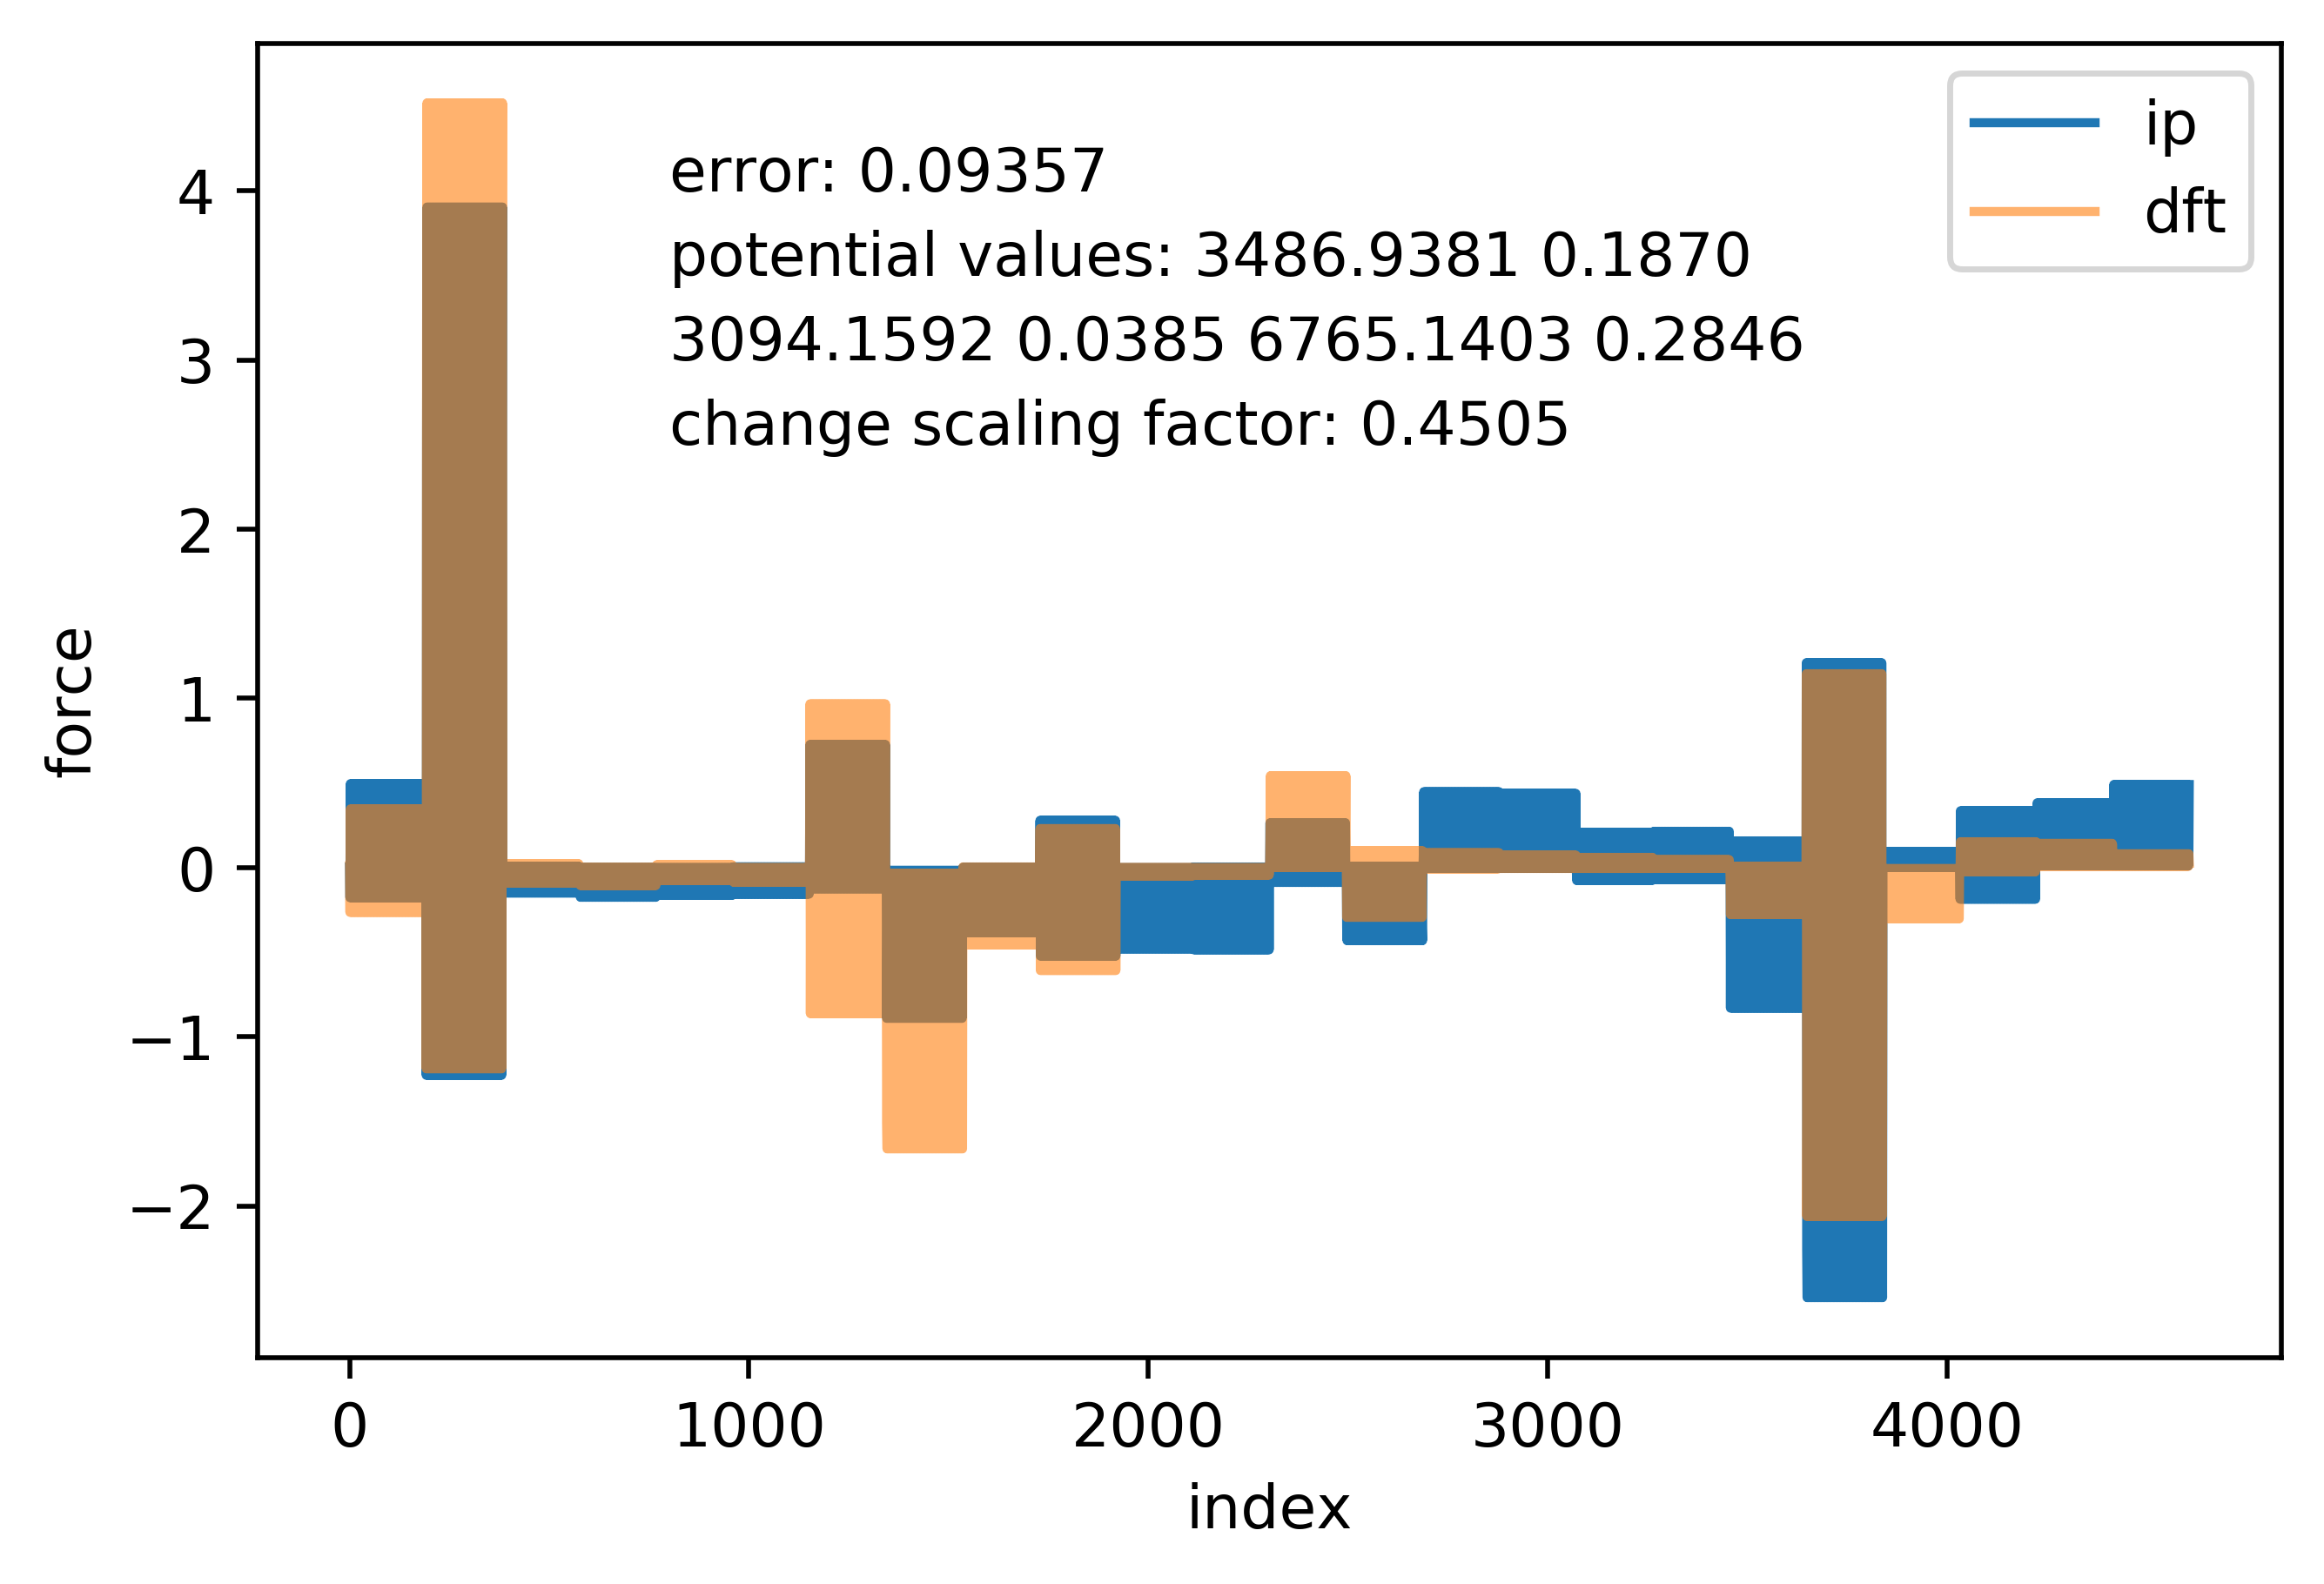 error: 0.09357
potential values: 3486.9381 0.1870
3094.1592 0.0385 6765.1403 0.2846
change scaling factor: 0.4505
ip
dft
4
3
2
1
0
−1
−2
force
0 1000 2000 3000 4000
index